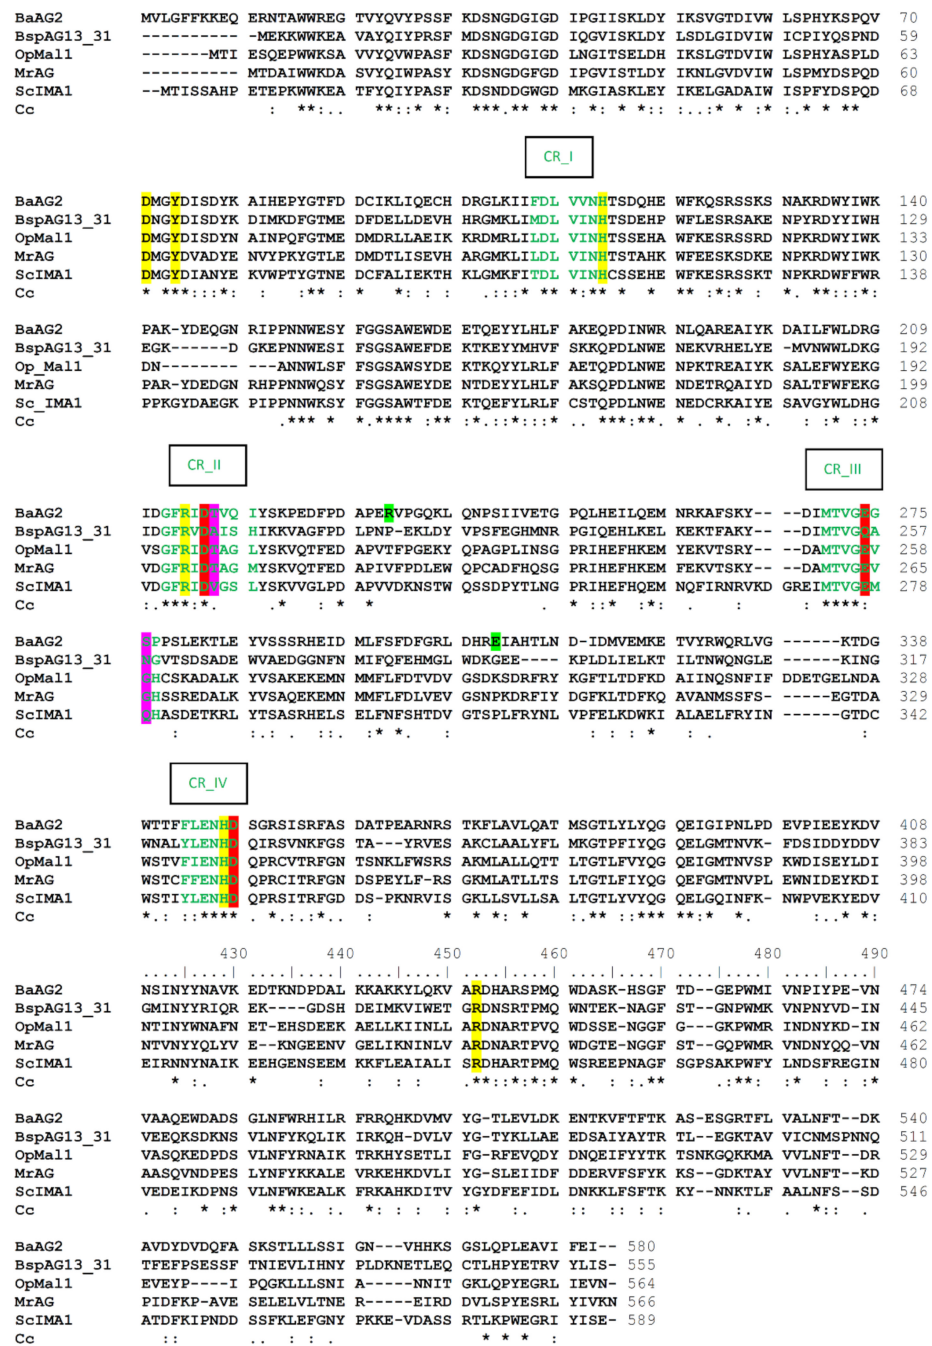 BaAG2 MVLGFFKKEQ ERNTAWWREG TVYQVYPSSF KDSNGDGIGD IPGIISKLDY IKSVGTDIVW LSPHYKSPQV 70
BspAG13_31 ---------- -MEKKWWKEA VAYQIYPRSF MDSNGDGIGD IQGVISKLDY LSDLGIDVIW ICPIYQSPND 59
OpMal1 -------MTI ESQEPWWKSA VVYQVWPASF KDSNGDGIGD LNGITSELDH IKSLGTDVIW LSPHYASPLD 63
MrAG ---------- MTDAIWWKDA SVYQIWPASY KDSNGDGFGD IPGVISTLDY IKNLGVDIVW LSPMYDSPQD 60
ScIMA1 --MTISSAHP ETEPKWWKEA TFYQIYPASF KDSNDDGWGD MKGIASKLEY IKELGADAIW ISPFYDSPQD 68
Cc
CR_I
BaAG2 DMGYDISDYK AIHEPYGTFD DCIKLIQECH DRGLKIIFDL VVNHTSDQHE WFKQSRSSKS NAKRDWYIWK 140
BspAG13_31 DNGYDISDYK DIMKDFGTME DFDELLDEVH HRGMKLIMDL VINHTSDEHP WFLESRSAKE NPYRDYYIWH 129
OpMal1 DMGYDISDYN AINPQFGTME DMDRLLAEIK KRDMRLILDL VINHTSSEHA WFKESRSSRD NPKRDWYIWK 133
MrAG DMGYDVADYE NVYPKYGTLE DMDTLISEVH ARGMKLILDL VINHTSTAHK WFEESKSDKE NPKRDWYIWK 130
ScIMA1 DMGYDIANYE KVWPTYGTNE DCFALIEKTH KLGMKFITDL VINHCSSEHE WFKESRSSKT NPKRDWFFWR 138
Cc
BaAG2 PAK-YDEQGN RIPPNNWESY FGGSAWEWDE ETQEYYLHLF AKEQPDINWR NLQAREAIYK DAILFWLDRG 209
BspAG13_31 EGK------D GKEPNNWESI FSGSAWEFDE KTKEYYMHVF SKKQPDLNWE NEKVRHELYE -MVNWWLDKG 192
Op_Mal1 DN-------- --ANNWLSF FSGSAWSYDE KTKQYYLRLF AETQPDLNWE NPKTREAIYK SALEFWYEKG 192
MrAG PAR-YDEDGN RHPPNNWQSY FSGSAWEYDE NTDEYYLHLF AKSQPDLNWE NDETRQAIYD SALTFWFEKG 199
Sc_IMA1 PPKGYDAEGK PIPPNNWKSY FGGSAWTFDE KTQEFYLRLF CSTQPDLNWE NEDCRKAIYE SAVGYWLDHG 208
Cc
CR_II CR_III
BaAG2 IDGFRIDTVQ IYSKPEDFPD APERVPGQKL QNPSIIVETG PQLHEILQEM NRKAFSKY---DIMTVGEG 275
BspAG13_31 IDGFRVDAIS HIKKVAGFPD LPNP-EKLDY VPSFEGHMNR PGIQEHLKEL KEKTFAKY---DIMTVGQA 257
OpMal1 VSGFRIDTAG LYSKVQTFED APVTFPGEKY QPAGPLINSG PRIHEFHKEM YEKVTSRY---DAMTVGEV 258
MrAG VDGFRIDTAG MYSKVQTFED APIVFPDLEW QPCADFHQSG PRIHEFHKEM FEKVTSKY---DAMTVGEV 265
ScIMA1 VDGFRIDVGS LYSKVVGLPD APVVDKNSTW QSSDPYTLNG PRIHEFHQEM NQFIRNRVKD GREIMTVGEM 278
Cc
BaAG2 GPPSLEKTLE YVSSSRHEID MLFSFDFGRL DHREIAHTLN D-IDMVEMKE TVYRWQRLVG ------KTDG 338
BspAG13_31 NGVTSDSADE WVAEDGGNFN MIFQFEHMGL WDKGEE---- KPLDLIELKT ILTNWQNGLE ------KING 317
OpMal1 GHCSKADALK YVSAKEKEMN MMFLFDTVDV GSDKSDRFRY KGFTLTDFKD AIINQSNFIF DDETGELNDA 328
MrAG GHSSREDALK YVSAQEKEMN MMFLFDLVEV GSNPKDRFIY DGFKLTDFKQ AVANMSSFS- ------EGTDA 329
ScIMA1 GHASDETKRL YTSASRHELS ELFNFSHTDV GTSPLFRYNL VPFELKDWKI ALAELFRYIN ------GTDC 342
Cc
CR_IV
BaAG2 WTTFFLENHD SGRSISRFAS DATPEARNRS TKFLAVLQAT MSGTLYLYQG QEIGIPNLPD EVPIEEYKDV 408
BspAG13_31 WNALYLENHD QIRSVNKFGS TA---YRVES AKCLAALYFL MKGTPFIYQG QELGMTNVK- FDSIDDYDDV 383
OpMal1 WSTVFIENHD QPRCVTRFGN TSNKLFWSRS AKMLALLQTT LTGTLFVYQG QEIGMTNVSP KWDISEYLDI 398
MrAG WSTCFFENHD QPRCITRFGN DSPEYLF-RS GKMLATLLTS LTGTLFIYQG QEFGMTNVPL EWNIDEYKDI 398
ScIMA1 WSTIYLENHD QPRSITRFGD DS-PKNRVIS GKLLSVLLSA LTGTLYVYQG QELGQINFK- NWPVEKYEDV 410
Cc
430 440 450 460 470 480 490
BaAG2 NSINYYNAVK EDTKNDPDAL KKAKKYLQKV ARDHARSPMQ WDASK-HSGF TD---GEPWMI VNPIYPE-VN 474
BspAG13_31 GMINYYRIQR EK----GDSH DEIMKVIWET GRDNSRTPMQ WNTEK-NAGF ST---GNPWMK VNPNYVD-IN 445
OpMal1 NTINYWNAFN ET-EHSDEEK AELLKIINLL ARDNARTPVQ WDSSE-NGGF G---GKPWMR INDNYKD-IN 462
MrAG NTVNYYQLYV E--KNGEENV GELIKNINLV ARDNARTPVQ WDGTE-NGGF ST--GQPWMR VNDNYQQ-VN 462
ScIMA1 EIRNNYNAIK EEHGENSEEM KKFLEAIALI SRDHARTPMQ WSREEPNAGF SGPSAKPWFY LNDSFREGIN 480
Cc
BaAG2 VAAQEWDADS GLNFWRHILR FRRQHKDVMV YG-TLEVLDK ENTKVFTFTK AS-ESGRTFL VALNFT--DK 540
BspAG13_31 VEEQKSDKNS VLNFYKQLIK IRKQH-DVLV YG-TYKLLAE EDSAIYAYTR TL--EGKTAV VICNMSPNNQ 511
OpMal1 VASQKEDPDS VLNFYRNAIK TRKHYSETLI FG-RFEVQDY DNQEIFYYTK TSNKGQKKMA VVLNFT--DR 529
MrAG AASQVNDPES LYNFYKKALE VRKEHKDVLI YG-SLEIIDF DDERVFSFYK KS--GDKTAY VVLNFT--KD 527
ScIMA1 VEDEIKDPNS VLNFWKEALK FRKAHKDITV YGYDFEFIDL DNKKLFSFTK KY--NNKTLF AALNFS--SD 546
Cc
BaAG2 AVDYDVDQFA SKSTLLLSSI GN---VHHKS GSLQPLEAVI FEI-- 580
BspAG13_31 TFEFPSESSF TNIEVLIHNY PLDKNETLEQ CTLHPYETRV YLIS- 555
OpMal1 EVEYP----I PQGKLLLSNI A-----NNIT GKLQPYEGRL IEVN- 564
MrAG PIDFKP-AVE SELELVLTNE R-----EIRD DVLSPYESRL YIVKN 566
ScIMA1 ATDFKIPNDD SSFKLEFGNY PKKE-VDASS RTLKPWEGRI YISE- 589
Cc